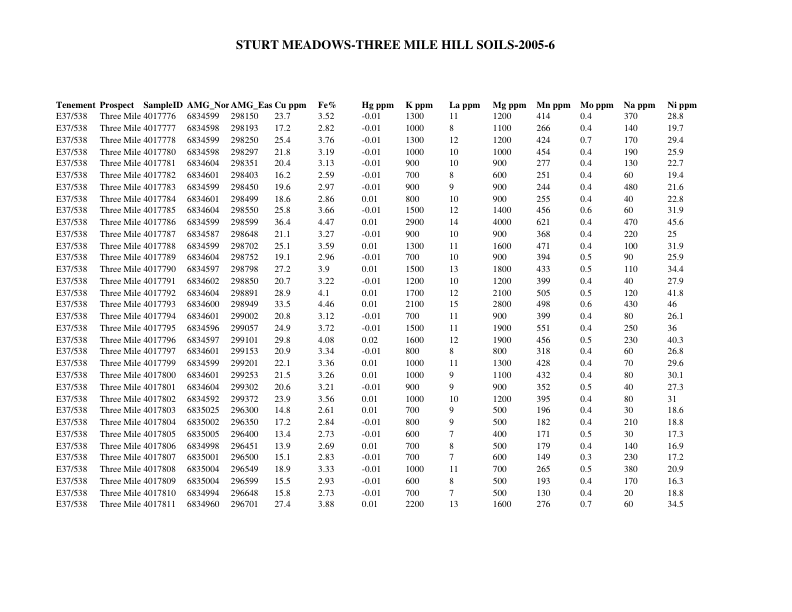 STURT MEADOWS-THREE MILE HILL SOILS-2005-6
Tenement Prospect SampleID AMG_Nor AMG_Eas Cu ppm Fe% Hg ppm K ppm La ppm Mg ppm Mn ppm Mo ppm Na ppm Ni ppm
E37/538 Three Mile 4017776 6834599 298150 23.7 3.52 -0.01 1300 11 1200 414 0.4 370 28.8
E37/538 Three Mile 4017777 6834598 298193 17.2 2.82 -0.01 1000 8 1100 266 0.4 140 19.7
E37/538 Three Mile 4017778 6834599 298250 25.4 3.76 -0.01 1300 12 1200 424 0.7 170 29.4
E37/538 Three Mile 4017780 6834598 298297 21.8 3.19 -0.01 1000 10 1000 454 0.4 190 25.9
E37/538 Three Mile 4017781 6834604 298351 20.4 3.13 -0.01 900 10 900 277 0.4 130 22.7
E37/538 Three Mile 4017782 6834601 298403 16.2 2.59 -0.01 700 8 600 251 0.4 60 19.4
E37/538 Three Mile 4017783 6834599 298450 19.6 2.97 -0.01 900 9 900 244 0.4 480 21.6
E37/538 Three Mile 4017784 6834601 298499 18.6 2.86 0.01 800 10 900 255 0.4 40 22.8
E37/538 Three Mile 4017785 6834604 298550 25.8 3.66 -0.01 1500 12 1400 456 0.6 60 31.9
E37/538 Three Mile 4017786 6834599 298599 36.4 4.47 0.01 2900 14 4000 621 0.4 470 45.6
E37/538 Three Mile 4017787 6834587 298648 21.1 3.27 -0.01 900 10 900 368 0.4 220 25
E37/538 Three Mile 4017788 6834599 298702 25.1 3.59 0.01 1300 11 1600 471 0.4 100 31.9
E37/538 Three Mile 4017789 6834604 298752 19.1 2.96 -0.01 700 10 900 394 0.5 90 25.9
E37/538 Three Mile 4017790 6834597 298798 27.2 3.9 0.01 1500 13 1800 433 0.5 110 34.4
E37/538 Three Mile 4017791 6834602 298850 20.7 3.22 -0.01 1200 10 1200 399 0.4 40 27.9
E37/538 Three Mile 4017792 6834604 298891 28.9 4.1 0.01 1700 12 2100 505 0.5 120 41.8
E37/538 Three Mile 4017793 6834600 298949 33.5 4.46 0.01 2100 15 2800 498 0.6 430 46
E37/538 Three Mile 4017794 6834601 299002 20.8 3.12 -0.01 700 11 900 399 0.4 80 26.1
E37/538 Three Mile 4017795 6834596 299057 24.9 3.72 -0.01 1500 11 1900 551 0.4 250 36
E37/538 Three Mile 4017796 6834597 299101 29.8 4.08 0.02 1600 12 1900 456 0.5 230 40.3
E37/538 Three Mile 4017797 6834601 299153 20.9 3.34 -0.01 800 8 800 318 0.4 60 26.8
E37/538 Three Mile 4017799 6834599 299201 22.1 3.36 0.01 1000 11 1300 428 0.4 70 29.6
E37/538 Three Mile 4017800 6834601 299253 21.5 3.26 0.01 1000 9 1100 432 0.4 80 30.1
E37/538 Three Mile 4017801 6834604 299302 20.6 3.21 -0.01 900 9 900 352 0.5 40 27.3
E37/538 Three Mile 4017802 6834592 299372 23.9 3.56 0.01 1000 10 1200 395 0.4 80 31
E37/538 Three Mile 4017803 6835025 296300 14.8 2.61 0.01 700 9 500 196 0.4 30 18.6
E37/538 Three Mile 4017804 6835002 296350 17.2 2.84 -0.01 800 9 500 182 0.4 210 18.8
E37/538 Three Mile 4017805 6835005 296400 13.4 2.73 -0.01 600 7 400 171 0.5 30 17.3
E37/538 Three Mile 4017806 6834998 296451 13.9 2.69 0.01 700 8 500 179 0.4 140 16.9
E37/538 Three Mile 4017807 6835001 296500 15.1 2.83 -0.01 700 7 600 149 0.3 230 17.2
E37/538 Three Mile 4017808 6835004 296549 18.9 3.33 -0.01 1000 11 700 265 0.5 380 20.9
E37/538 Three Mile 4017809 6835004 296599 15.5 2.93 -0.01 600 8 500 193 0.4 170 16.3
E37/538 Three Mile 4017810 6834994 296648 15.8 2.73 -0.01 700 7 500 130 0.4 20 18.8
E37/538 Three Mile 4017811 6834960 296701 27.4 3.88 0.01 2200 13 1600 276 0.7 60 34.5